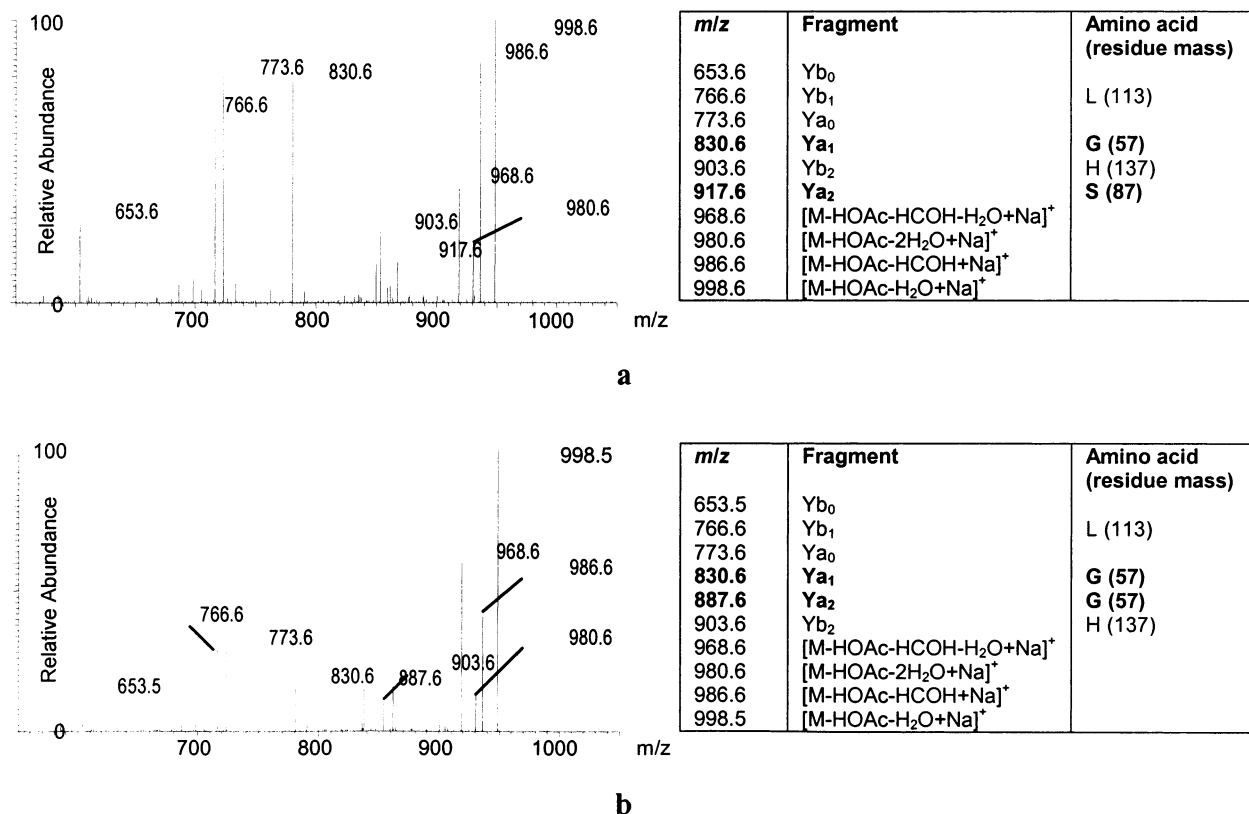 100
Relative Abundance
0
998.6
986.6
773.6
830.6
766.6
968.6
653.6
903.6
980.6
917.6
700 800 900 1000 m/z
m/z Fragment Amino acid
(residue mass)
653.6 Yb₀
766.6 Yb₁ L (113)
773.6 Ya₀
830.6 Ya₁ G (57)
903.6 Yb₂ H (137)
917.6 Ya₂ S (87)
968.6 [M-HOAc-HCOH-H₂O+Na]⁺
980.6 [M-HOAc-2H₂O+Na]⁺
986.6 [M-HOAc-HCOH+Na]⁺
998.6 [M-HOAc-H₂O+Na]⁺
a
100
Relative Abundance
0
998.5
968.6
986.6
766.6
773.6
980.6
653.5
830.6
987.6
903.6
700 800 900 1000 m/z
m/z Fragment Amino acid
(residue mass)
653.5 Yb₀
766.6 Yb₁ L (113)
773.6 Ya₀
830.6 Ya₁ G (57)
887.6 Ya₂ G (57)
903.6 Yb₂ H (137)
968.6 [M-HOAc-HCOH-H₂O+Na]⁺
980.6 [M-HOAc-2H₂O+Na]⁺
986.6 [M-HOAc-HCOH+Na]⁺
998.5 [M-HOAc-H₂O+Na]⁺
b